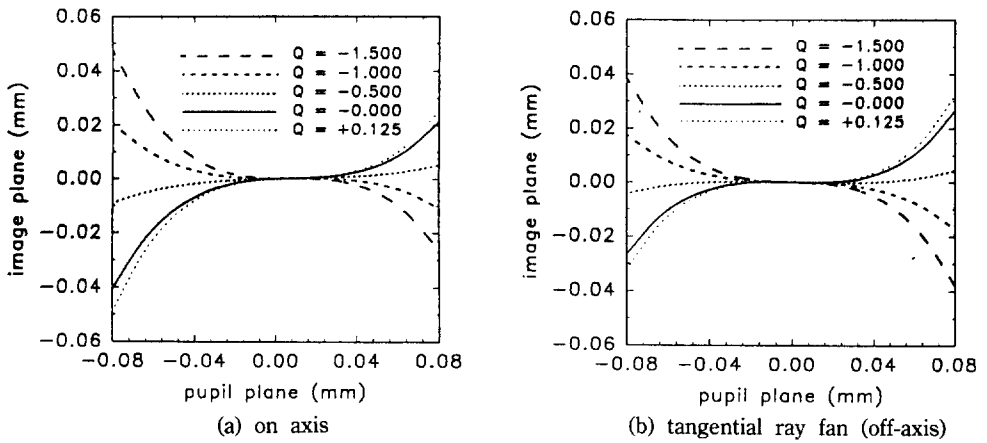 0.06
0.04
0.02
0.00
-0.02
-0.04
-0.06
image plane (mm)
Q = -1.500
Q = -1.000
Q = -0.500
Q = -0.000
Q = +0.125
-0.08 -0.04 0.00 0.04 0.08
pupil plane (mm)
(a) on axis
0.06
0.04
0.02
0.00
-0.02
-0.04
-0.06
image plane (mm)
Q = -1.500
Q = -1.000
Q = -0.500
Q = -0.000
Q = +0.125
-0.08 -0.04 0.00 0.04 0.08
pupil plane (mm)
(b) tangential ray fan (off-axis)